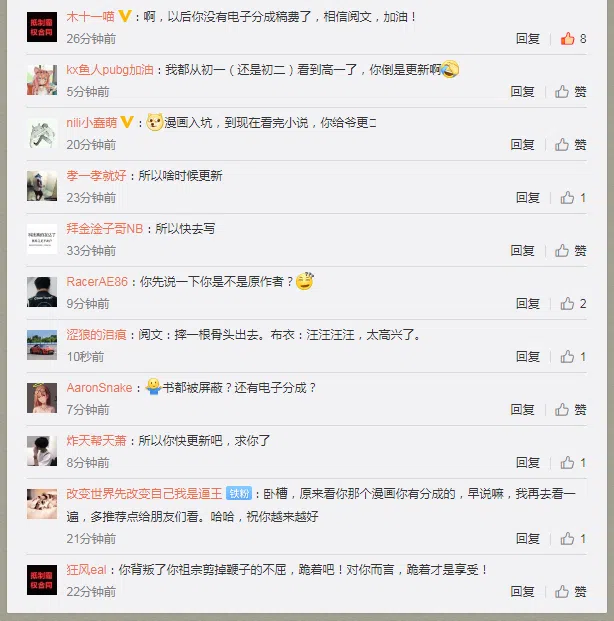 抵制霸
权合同
木十一喵：啊，以后你没有电子分成稿费了，相信阅文，加油！
26分钟前 回复 8
kx鱼人pubg加油：我都从初一（还是初二）看到高一了，你倒是更新啊
5分钟前 回复 赞
nili小蠢萌：漫画入坑，到现在看完小说，你给爷更
20分钟前 回复 赞
孝一孝就好：所以啥时候更新
23分钟前 回复 1
拜金淦子哥NB：所以快去写
33分钟前 回复 赞
RacerAE86：你先说一下你是不是原作者？
9分钟前 回复 2
涩狼的泪痕：阅文：摔一根骨头出去。布衣：汪汪汪汪，太高兴了。
10秒前 回复 1
AaronSnake：书都被屏蔽？还有电子分成？
7分钟前 回复 赞
炸天帮天萧：所以你快更新吧，求你了
8分钟前 回复 1
改变世界先改变自己我是逼王 铁粉：卧槽，原来看你那个漫画你有分成的，早说嘛，我再去看一
遍，多推荐点给朋友们看。哈哈，祝你越来越好
21分钟前 回复 1
抵制霸
权合同
狂风eal：你背叛了你祖宗剪掉鞭子的不屈，跪着吧！对你而言，跪着才是享受！
22分钟前 回复 赞